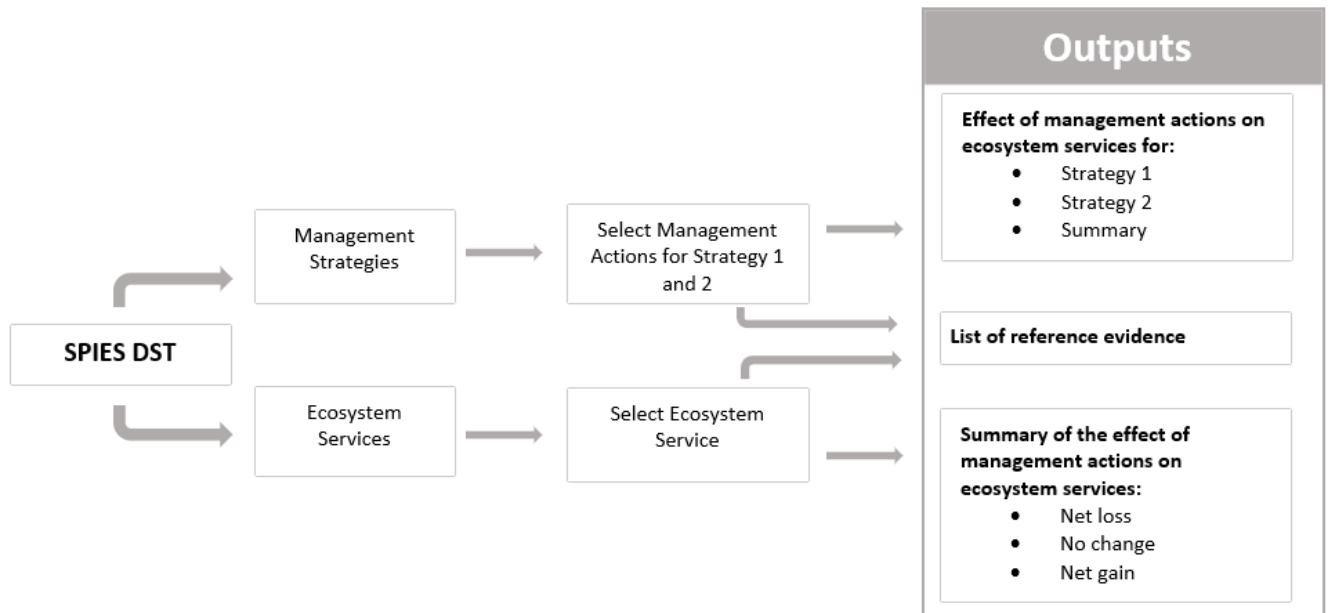 SPIES DST
Management
Strategies
Ecosystem
Services
Select Management
Actions for Strategy 1
and 2
Select Ecosystem
Service
Outputs
Effect of management actions on
ecosystem services for:
• Strategy 1
• Strategy 2
• Summary
List of reference evidence
Summary of the effect of
management actions on
ecosystem services:
• Net loss
• No change
• Net gain